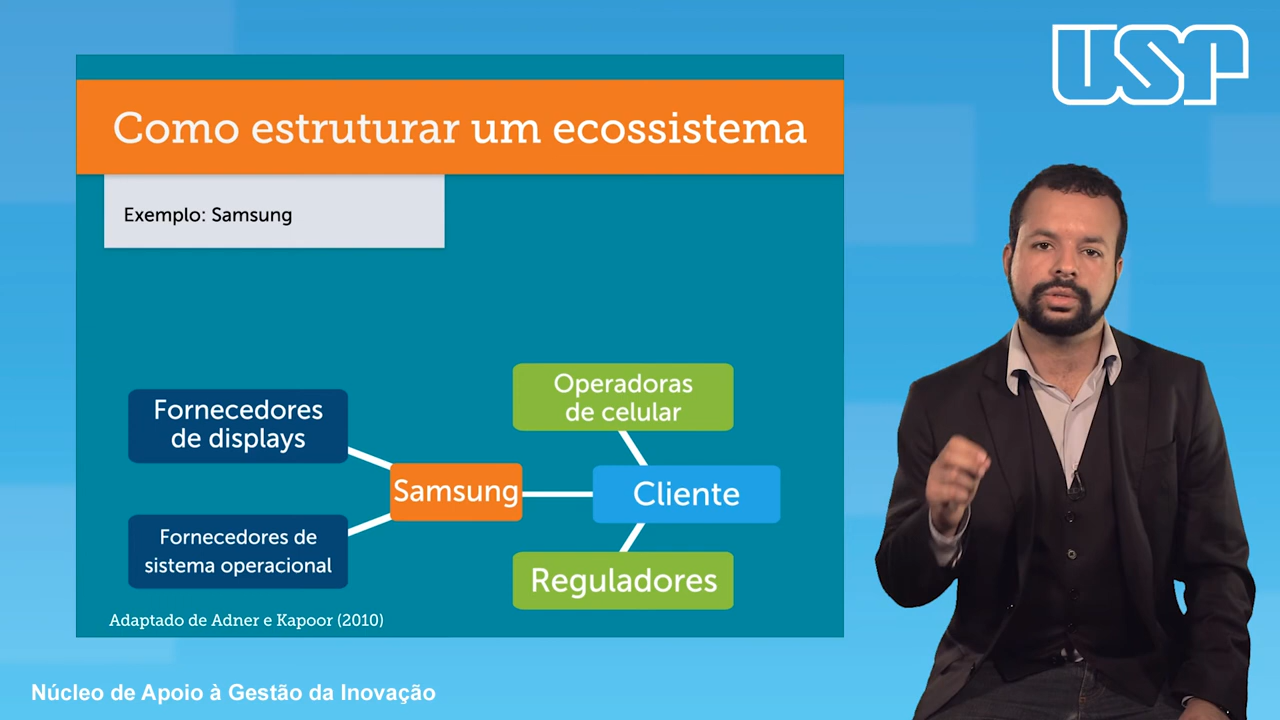 USP
Como estruturar um ecossistema
Exemplo: Samsung
Fornecedores
de displays
Fornecedores de
sistema operacional
Samsung
Operadoras
de celular
Cliente
Reguladores
Adaptado de Adner e Kapoor (2010)
Núcleo de Apoio à Gestão da Inovação